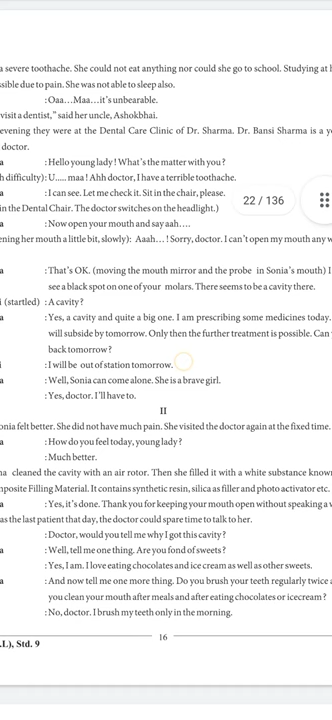 a severe toothache. She could not eat anything nor could she go to school. Studying at
ssible due to pain. She was not able to sleep also.
: Oaa…Maa…it's unbearable.
visit a dentist," said her uncle, Ashokbhai.
evening they were at the Dental Care Clinic of Dr. Sharma. Dr. Bansi Sharma is a
doctor.
a : Hello young lady ! What's the matter with you ?
h difficulty) : U..... maa ! Ahh doctor, I have a terrible toothache.
a : I can see. Let me check it. Sit in the chair, please.
in the Dental Chair. The doctor switches on the headlight.)
22 / 136
a : Now open your mouth and say aah….
ening her mouth a little bit, slowly) : Aaah… ! Sorry, doctor. I can't open my mouth any
a : That's OK. (moving the mouth mirror and the probe in Sonia's mouth) I
see a black spot on one of your molars. There seems to be a cavity there.
i (startled) : A cavity ?
a : Yes, a cavity and quite a big one. I am prescribing some medicines today.
will subside by tomorrow. Only then the further treatment is possible. Can
back tomorrow ?
i : I will be out of station tomorrow.
a : Well, Sonia can come alone. She is a brave girl.
: Yes, doctor. I'll have to.
II
onia felt better. She did not have much pain. She visited the doctor again at the fixed time.
a : How do you feel today, young lady ?
: Much better.
na cleaned the cavity with an air rotor. Then she filled it with a white substance know
mposite Filling Material. It contains synthetic resin, silica as filler and photo activator etc.
a : Yes, it's done. Thank you for keeping your mouth open without speaking a
as the last patient that day, the doctor could spare time to talk to her.
: Doctor, would you tell me why I got this cavity ?
a : Well, tell me one thing. Are you fond of sweets ?
: Yes, I am. I love eating chocolates and ice cream as well as other sweets.
a : And now tell me one more thing. Do you brush your teeth regularly twice
you clean your mouth after meals and after eating chocolates or icecream ?
: No, doctor. I brush my teeth only in the morning.
16
.L), Std. 9